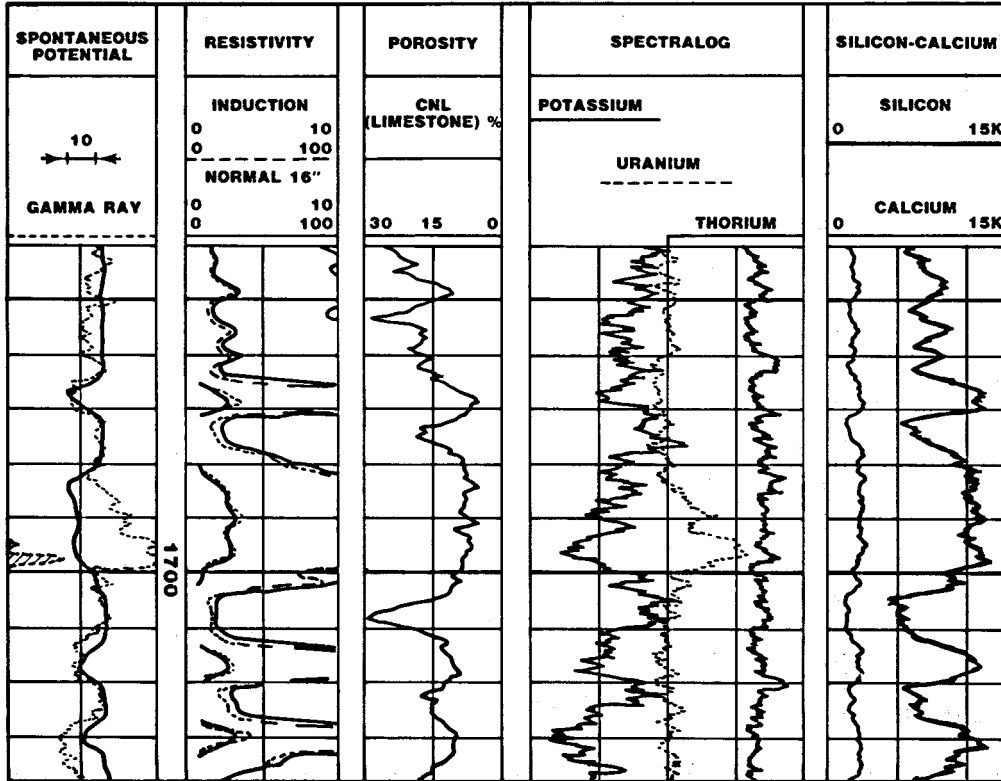 SPONTANEOUS
POTENTIAL
RESISTIVITY
POROSITY
SPECTRALOG
SILICON-CALCIUM
10
GAMMA RAY
INDUCTION
0 10
0 100
NORMAL 16"
0 10
0 100
CNL
(LIMESTONE) %
30 15 0
POTASSIUM
URANIUM
THORIUM
SILICON
0 15K
CALCIUM
0 15K
1700